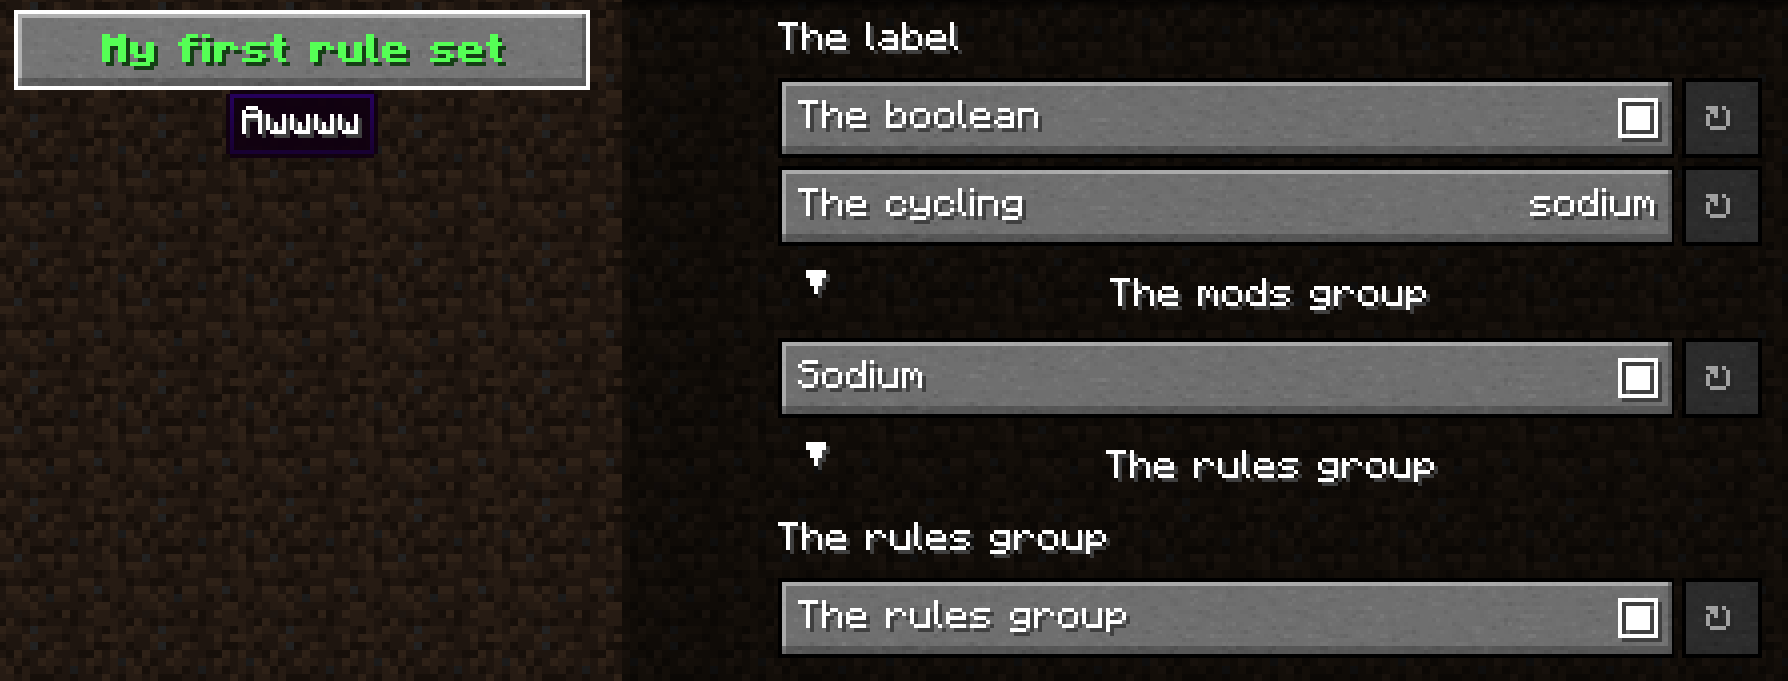 My first rule set
Awwww
The label
The boolean
The cycling sodium
The mods group
Sodium
The rules group
The rules group
The rules group